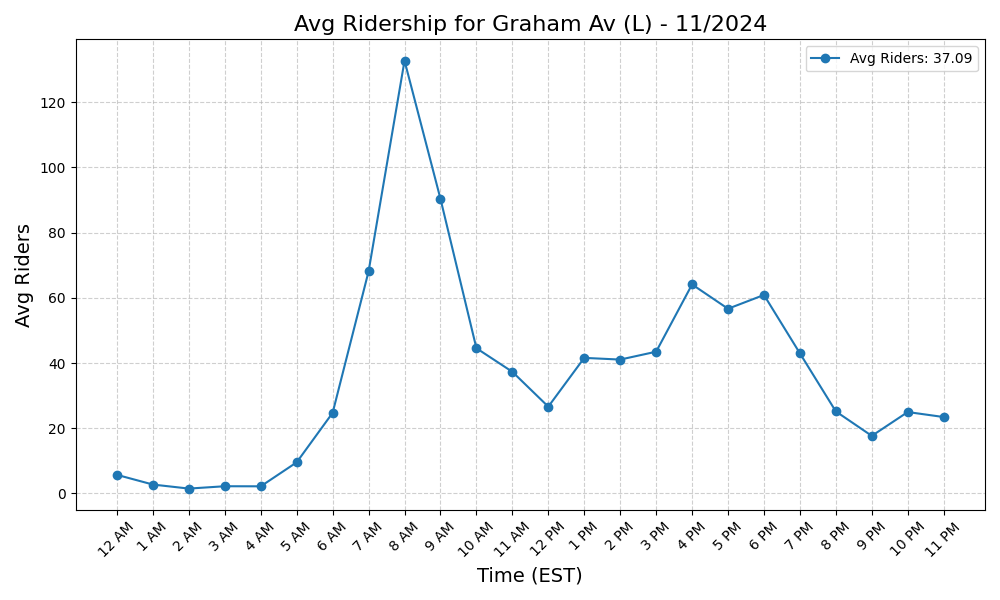 Avg Ridership for Graham Av (L) - 11/2024
Avg Riders: 37.09
Avg Riders
120
100
80
60
40
20
0
12 AM
1 AM
2 AM
3 AM
4 AM
5 AM
6 AM
7 AM
8 AM
9 AM
10 AM
11 AM
12 PM
1 PM
2 PM
3 PM
4 PM
5 PM
6 PM
7 PM
8 PM
9 PM
10 PM
11 PM
Time (EST)